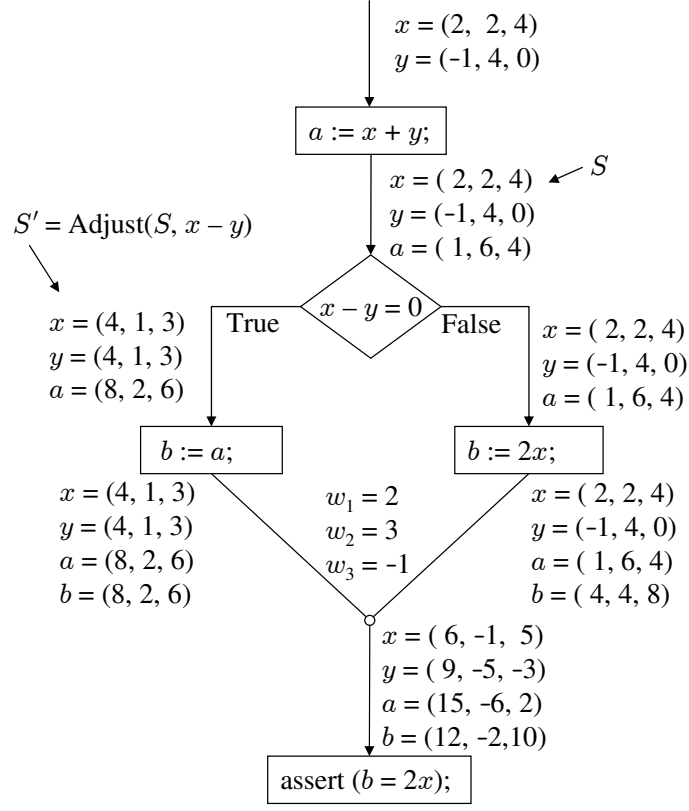 x = (2, 2, 4)
y = (-1, 4, 0)
a := x + y;
x = ( 2, 2, 4)
y = (-1, 4, 0)
a = ( 1, 6, 4)
S
S′ = Adjust(S, x – y)
x – y = 0
True
False
x = (4, 1, 3)
y = (4, 1, 3)
a = (8, 2, 6)
x = ( 2, 2, 4)
y = (-1, 4, 0)
a = ( 1, 6, 4)
b := a;
b := 2x;
x = (4, 1, 3)
y = (4, 1, 3)
a = (8, 2, 6)
b = (8, 2, 6)
w₁ = 2
w₂ = 3
w₃ = -1
x = ( 2, 2, 4)
y = (-1, 4, 0)
a = ( 1, 6, 4)
b = ( 4, 4, 8)
x = ( 6, -1, 5)
y = ( 9, -5, -3)
a = (15, -6, 2)
b = (12, -2,10)
assert (b = 2x);